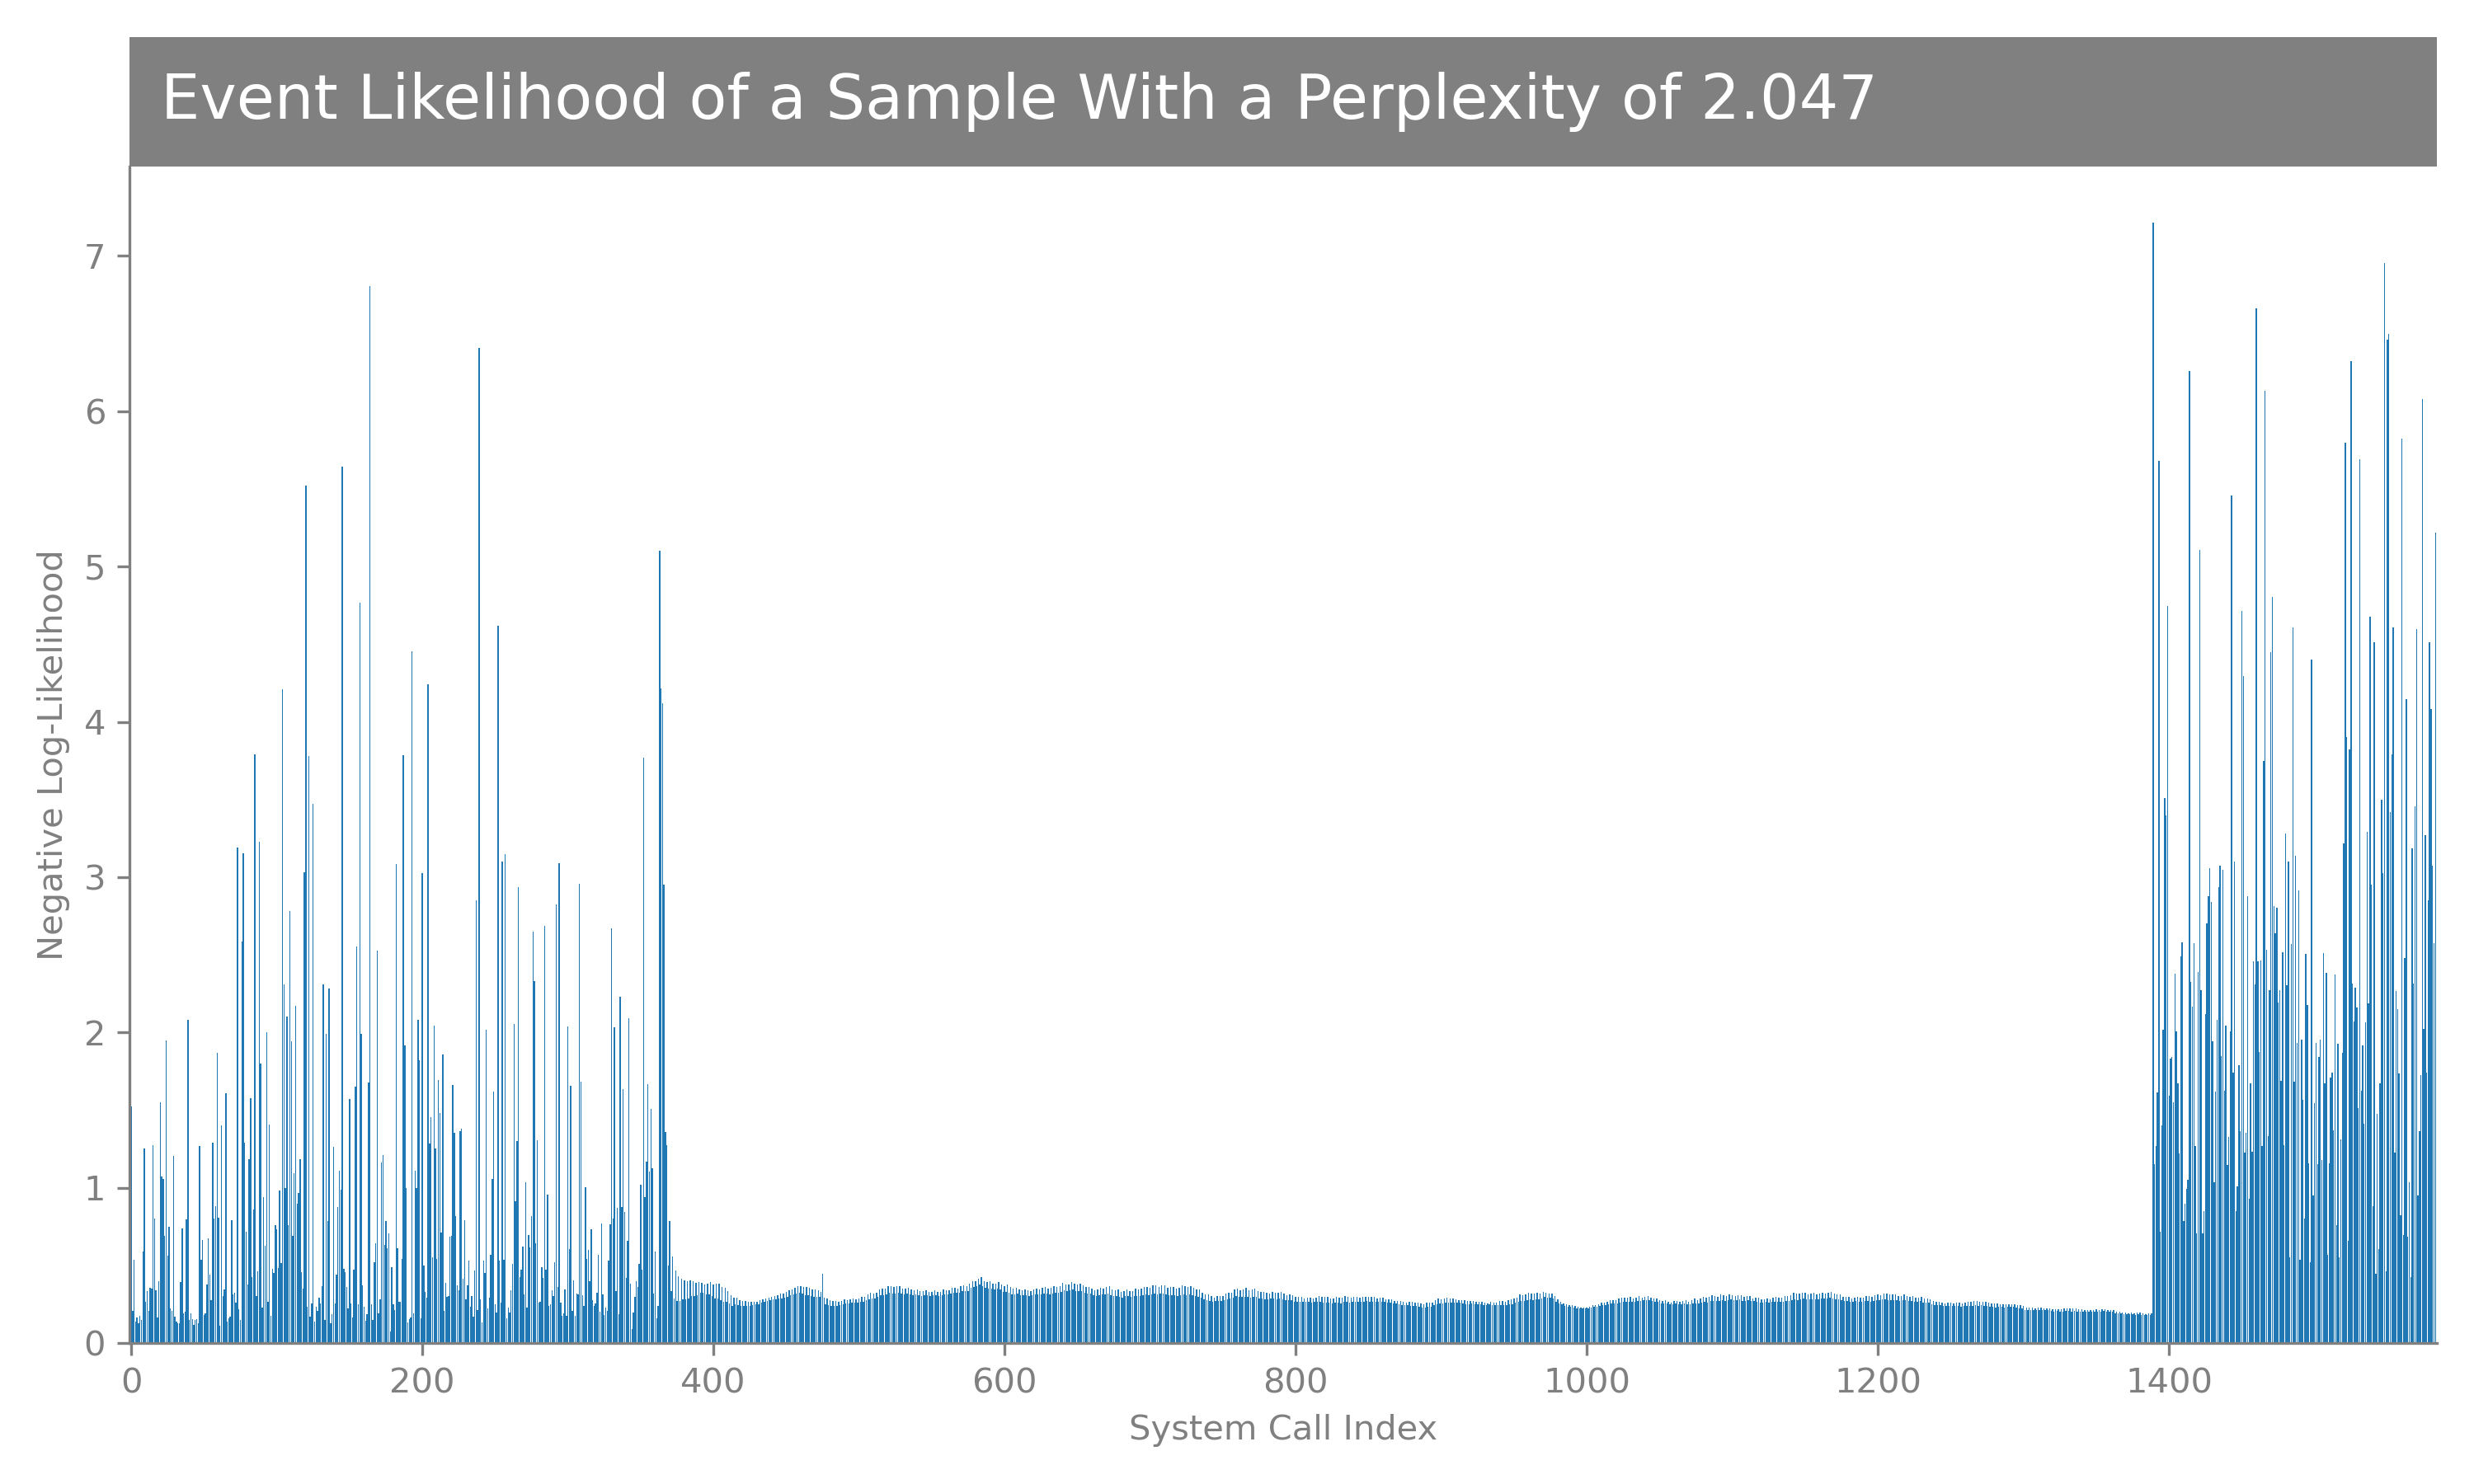 Event Likelihood of a Sample With a Perplexity of 2.047
7
6
5
4
3
2
1
0
Negative Log-Likelihood
0 200 400 600 800 1000 1200 1400
System Call Index